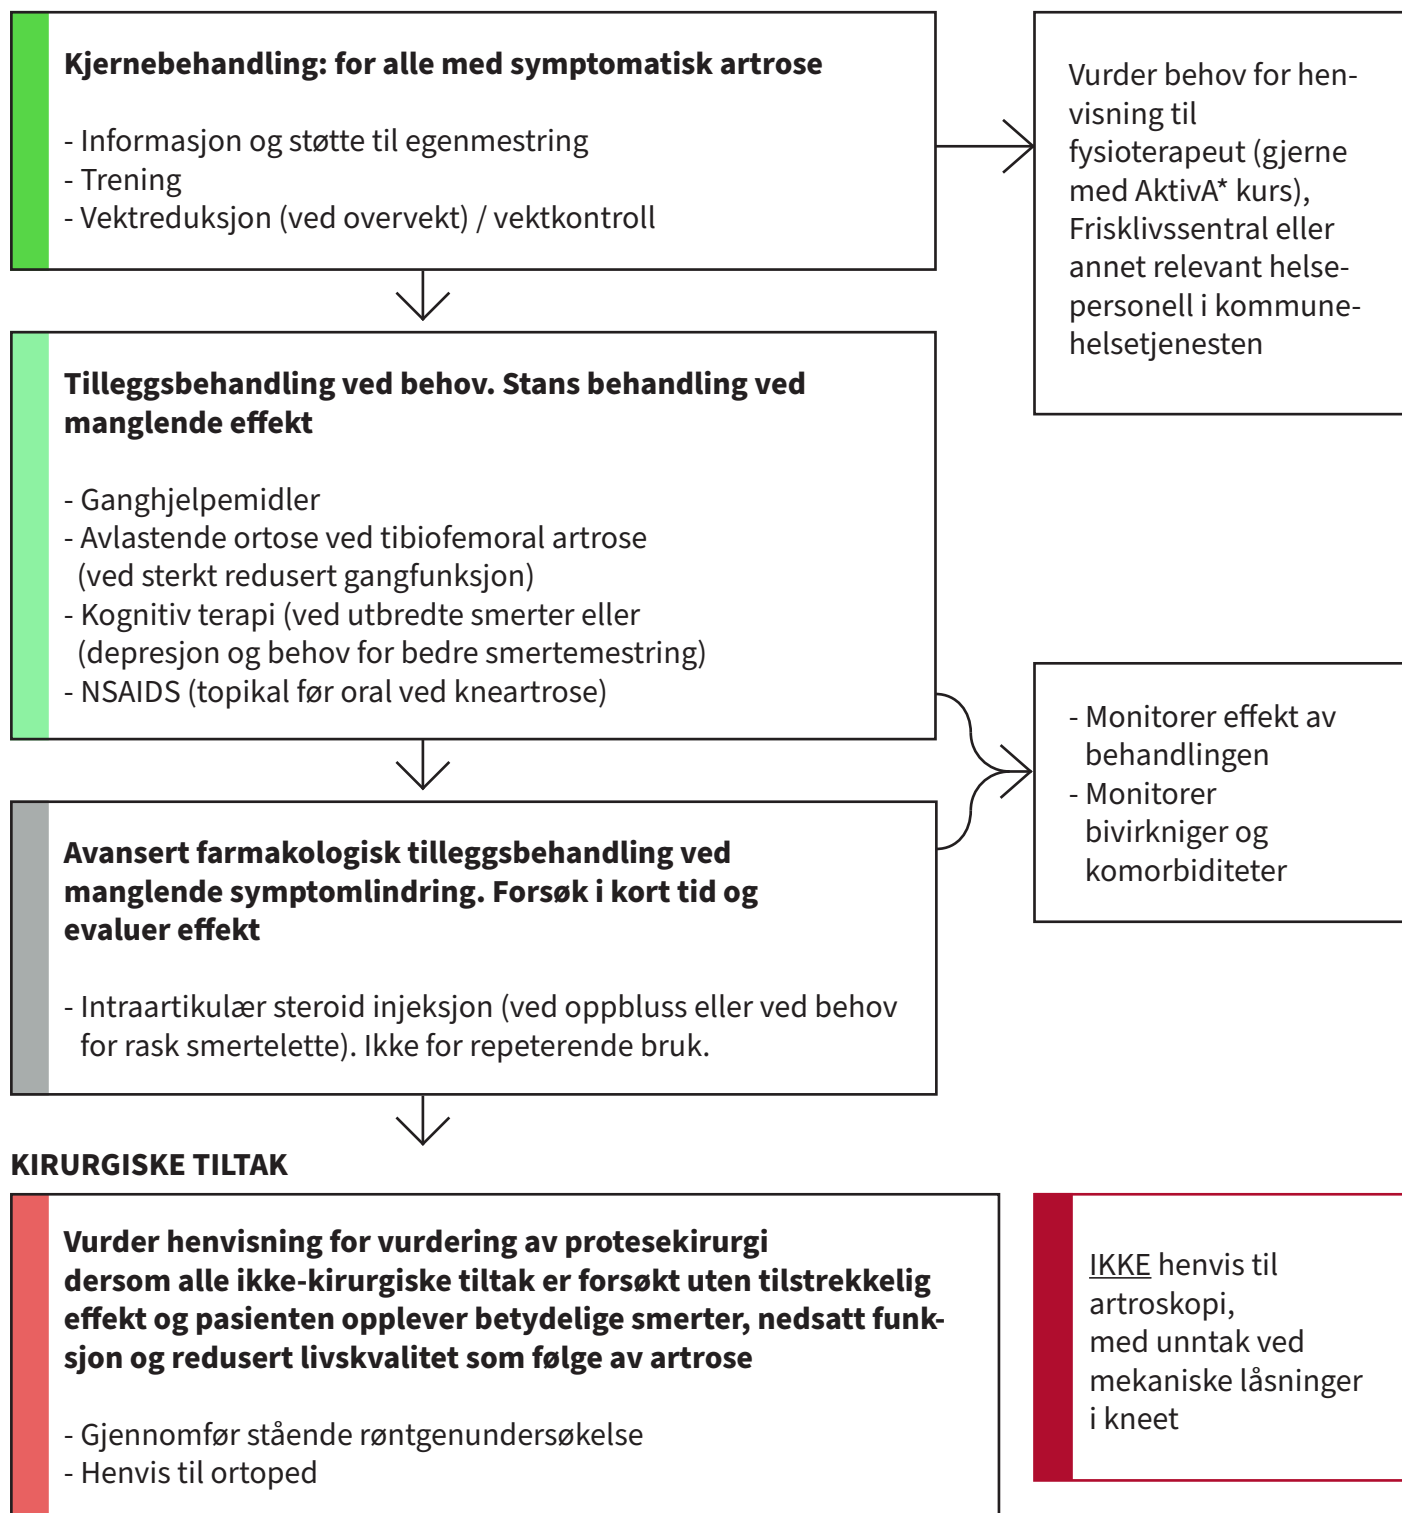 Kjernebehandling: for alle med symptomatisk artrose
- Informasjon og støtte til egenmestring
- Trening
- Vektreduksjon (ved overvekt) / vektkontroll
Vurder behov for hen-
visning til
fysioterapeut (gjerne
med AktivA* kurs),
Frisklivssentral eller
annet relevant helse-
personell i kommune-
helsetjenesten
Tilleggsbehandling ved behov. Stans behandling ved
manglende effekt
- Ganghjelpemidler
- Avlastende ortose ved tibiofemoral artrose
(ved sterkt redusert gangfunksjon)
- Kognitiv terapi (ved utbredte smerter eller
(depresjon og behov for bedre smertemestring)
- NSAIDS (topikal før oral ved kneartrose)
- Monitorer effekt av
behandlingen
- Monitorer
bivirkniger og
komorbiditeter
Avansert farmakologisk tilleggsbehandling ved
manglende symptomlindring. Forsøk i kort tid og
evaluer effekt
- Intraartikulær steroid injeksjon (ved oppbluss eller ved behov
for rask smertelette). Ikke for repeterende bruk.
KIRURGISKE TILTAK
Vurder henvisning for vurdering av protesekirurgi
dersom alle ikke-kirurgiske tiltak er forsøkt uten tilstrekkelig
effekt og pasienten opplever betydelige smerter, nedsatt funk-
sjon og redusert livskvalitet som følge av artrose
- Gjennomfør stående røntgenundersøkelse
- Henvis til ortoped
IKKE henvis til
artroskopi,
med unntak ved
mekaniske låsninger
i kneet